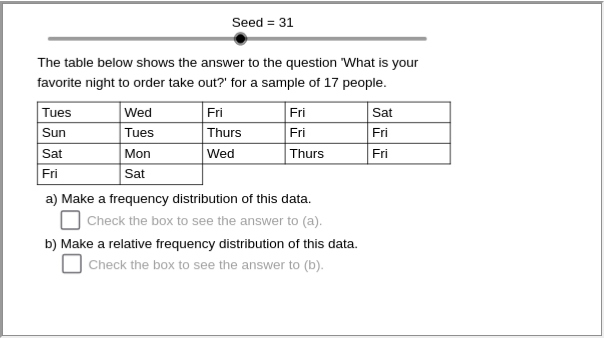 Seed = 31
The table below shows the answer to the question 'What is your
favorite night to order take out?' for a sample of 17 people.
Tues Wed Fri Fri Sat
Sun Tues Thurs Fri Fri
Sat Mon Wed Thurs Fri
Fri Sat
a) Make a frequency distribution of this data.
Check the box to see the answer to (a).
b) Make a relative frequency distribution of this data.
Check the box to see the answer to (b).